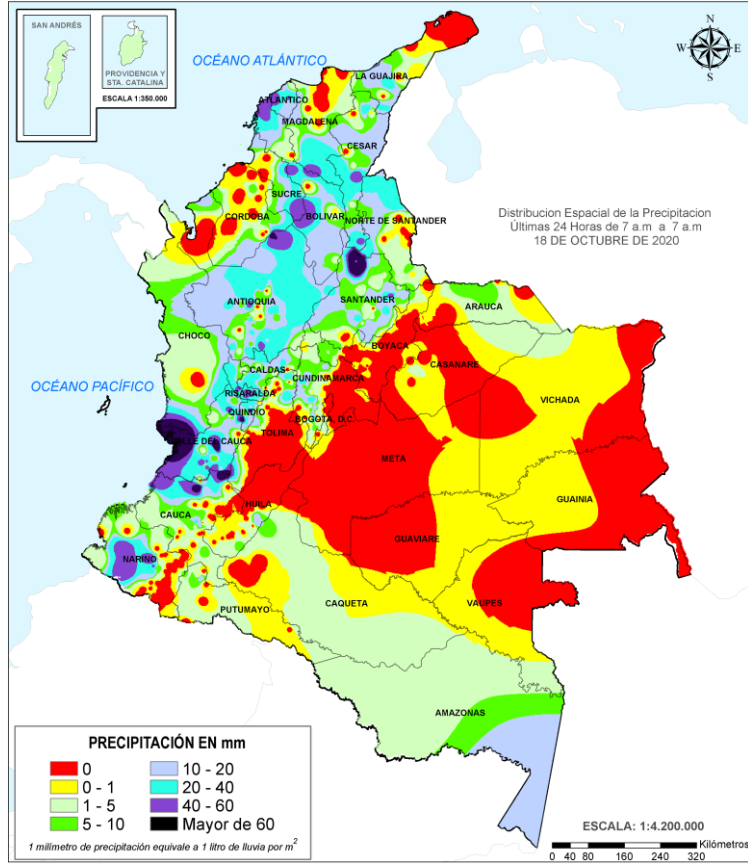 SAN ANDRÉS
PROVIDENCIA Y
STA. CATALINA
ESCALA 1:350.000
N
W
E
S
OCÉANO ATLÁNTICO
LA GUAJIRA
ATLANTICO
MAGDALENA
CESAR
SUCRE
CORDOBA
BOLIVAR
NORTE DE SANTANDER
Distribucion Espacial de la Precipitacion
Últimas 24 Horas de 7 a.m a 7 a.m
18 DE OCTUBRE DE 2020
ANTIOQUIA
SANTANDER
ARAUCA
CHOCO
BOYACA
CASANARE
CALDAS
CUNDINAMARCA
OCÉANO PACÍFICO
RISARALDA
VICHADA
QUINDIO
BOGOTA D.C.
VALLE DEL CAUCA
TOLIMA
META
GUAINIA
HUILA
CAUCA
GUAVIARE
NARIÑO
CAQUETA
VAUPES
PUTUMAYO
AMAZONAS
PRECIPITACIÓN EN mm
0
10 - 20
0 - 1
20 - 40
1 - 5
40 - 60
5 - 10
Mayor de 60
1 milímetro de precipitación equivale a 1 litro de lluvia por m²
ESCALA: 1:4.200.000
Kilómetros
0 40 80 160 240 320